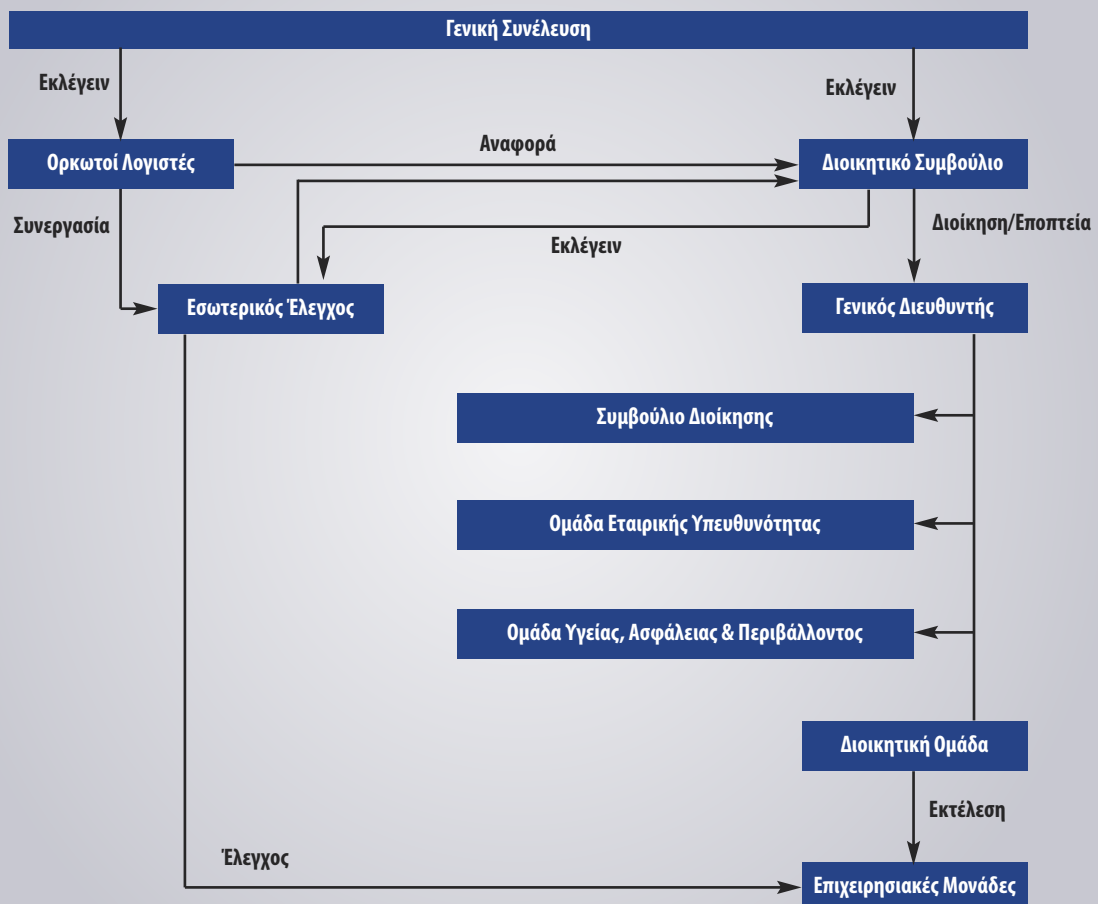 Γενική Συνέλευση
Εκλέγειν
Εκλέγειν
Ορκωτοί Λογιστές
Αναφορά
Διοικητικό Συμβούλιο
Συνεργασία
Διοίκηση/Εποπτεία
Εκλέγειν
Εσωτερικός Έλεγχος
Γενικός Διευθυντής
Συμβούλιο Διοίκησης
Ομάδα Εταιρικής Υπευθυνότητας
Ομάδα Υγείας, Ασφάλειας & Περιβάλλοντος
Διοικητική Ομάδα
Εκτέλεση
Έλεγχος
Επιχειρησιακές Μονάδες